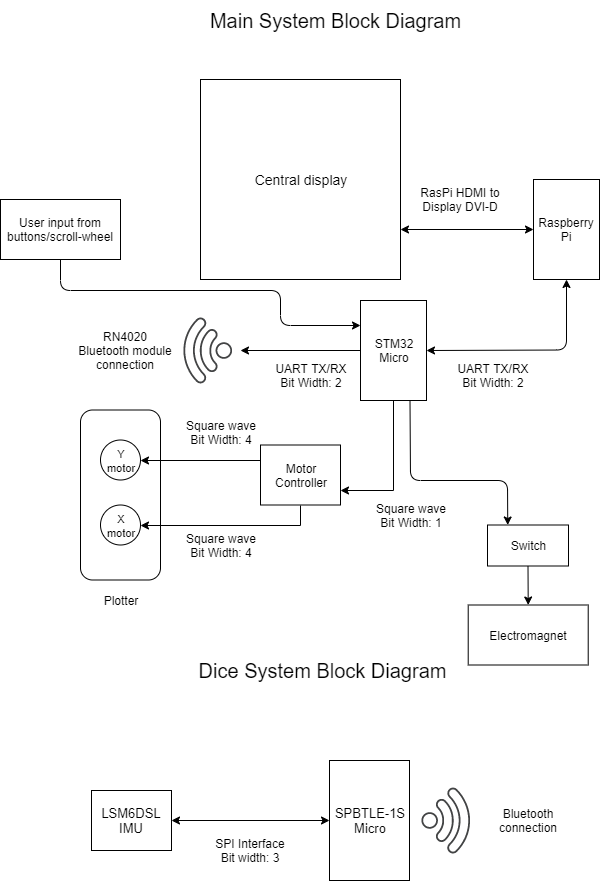 Main System Block Diagram
Central display
RasPi HDMI to
Display DVI-D
Raspberry
Pi
User input from
buttons/scroll-wheel
RN4020
Bluetooth module
connection
STM32
Micro
UART TX/RX
Bit Width: 2
UART TX/RX
Bit Width: 2
Square wave
Bit Width: 4
Y
motor
Motor
Controller
X
motor
Square wave
Bit Width: 4
Square wave
Bit Width: 1
Switch
Plotter
Electromagnet
Dice System Block Diagram
LSM6DSL
IMU
SPI Interface
Bit width: 3
SPBTLE-1S
Micro
Bluetooth
connection